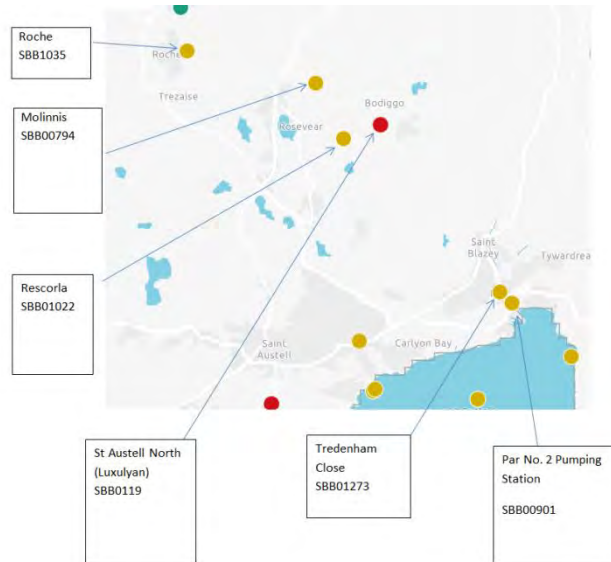 Roche
SBB1035
Roche
Trezaise
Molinnis
SBB00794
Bodiggo
Rosevear
Rescorla
SBB01022
Saint
Blazey
Tywardrea
Saint
Austell
Carlyon Bay
St Austell North
(Luxulyan)
SBB0119
Tredenham
Close
SBB01273
Par No. 2 Pumping
Station
SBB00901